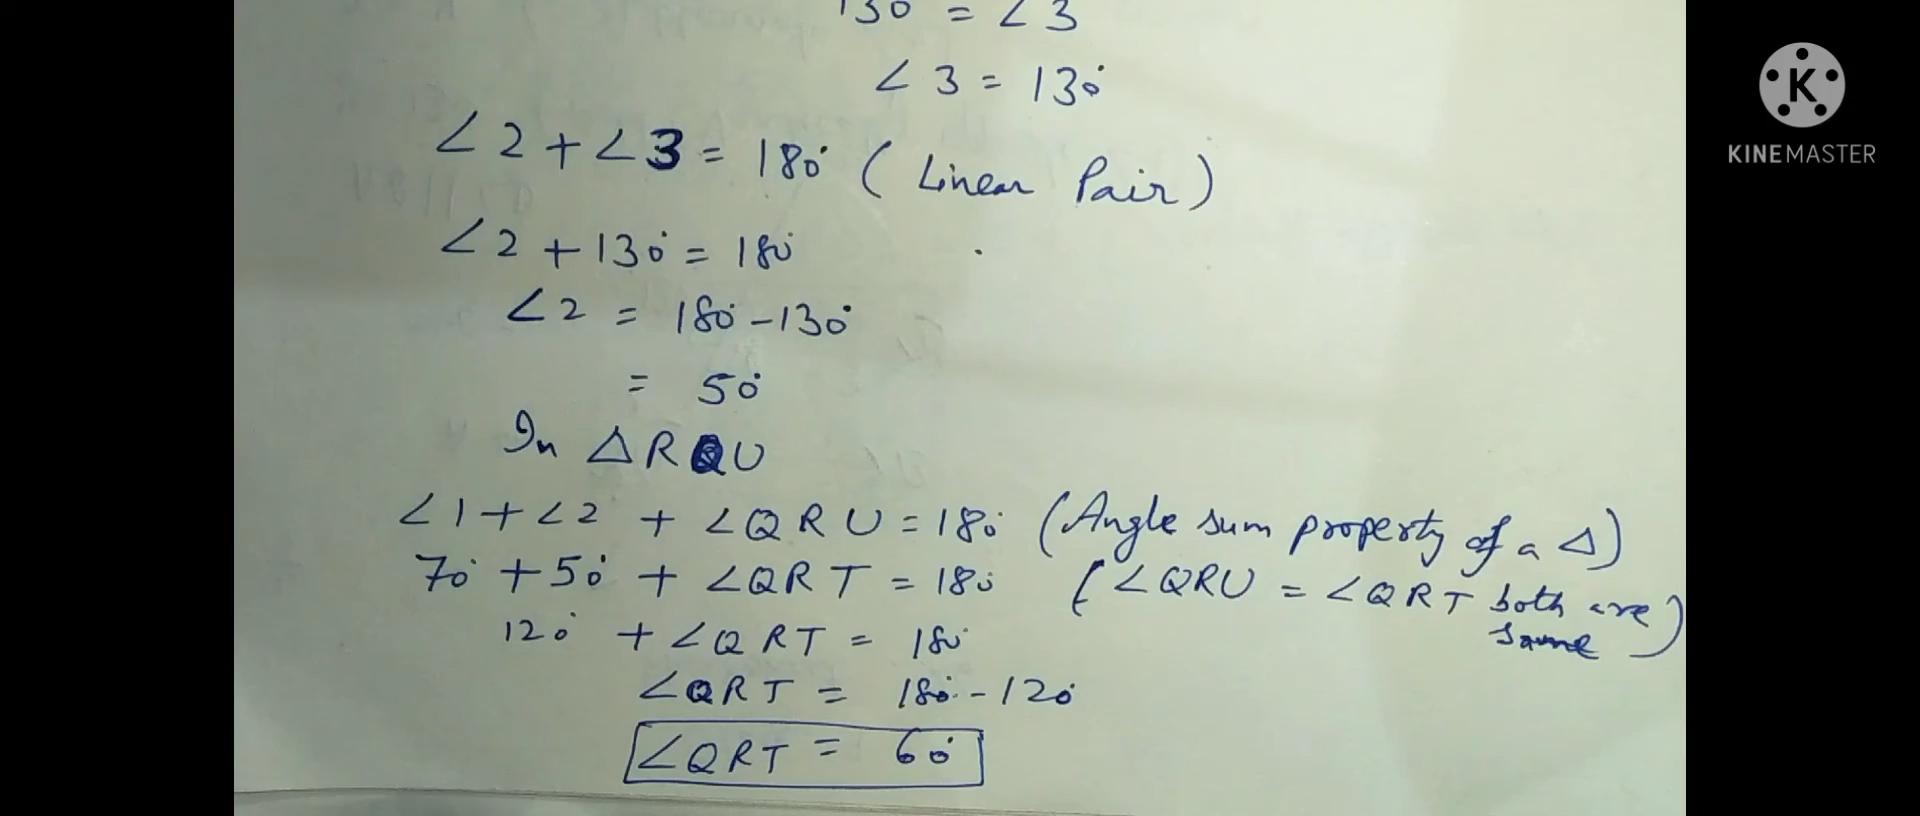 130 = ∠3
∠3 = 130°
∠2 + ∠3 = 180° (Linear Pair)
∠2 + 130° = 180°
∠2 = 180° - 130°
= 50°
In △RQU
∠1 + ∠2 + ∠QRU = 180° (Angle sum property of a △)
70° + 50° + ∠QRT = 180° (∠QRU = ∠QRT both are same)
120° + ∠QRT = 180°
∠QRT = 180° - 120°
∠QRT = 60°
K
KINEMASTER